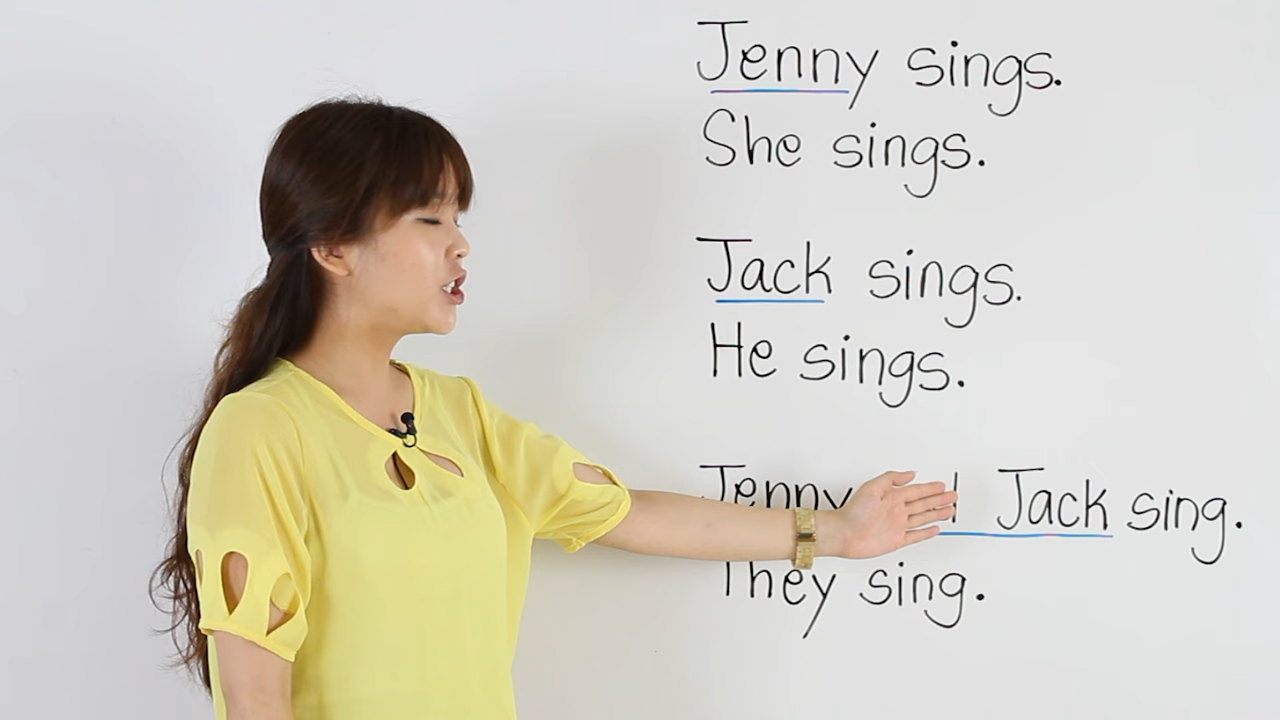 Jenny sings.
She sings.
Jack sings.
He sings.
Jenny Jack sing.
They sing.